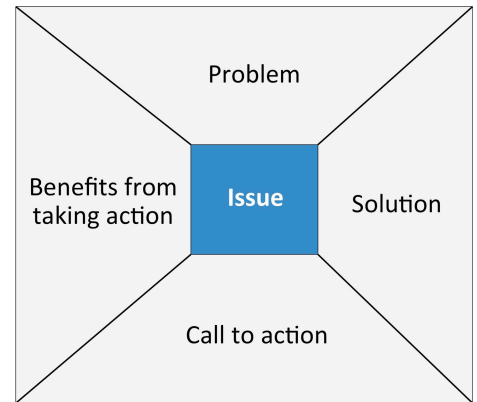 Problem
Benefits from
taking action
Issue
Solution
Call to action